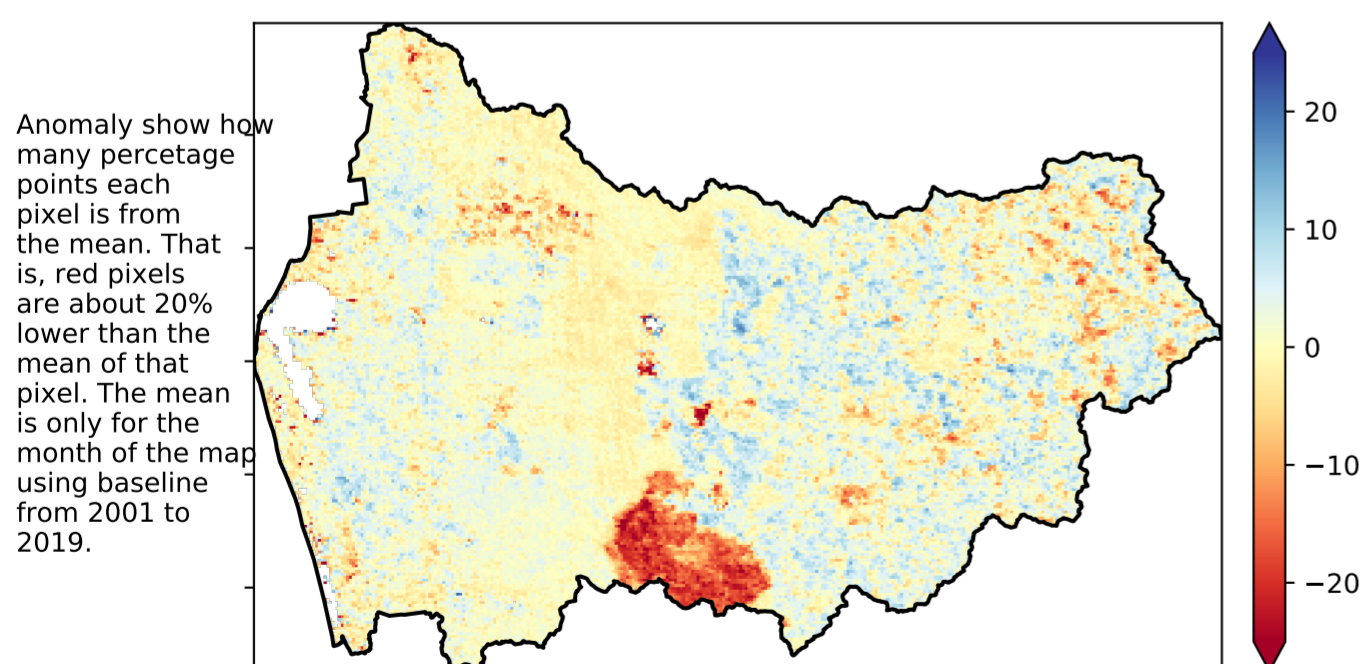 Anomaly show how
many percetage
points each
pixel is from
the mean. That
is, red pixels
are about 20%
lower than the
mean of that
pixel. The mean
is only for the
month of the map
using baseline
from 2001 to
2019.
20
10
0
−10
−20